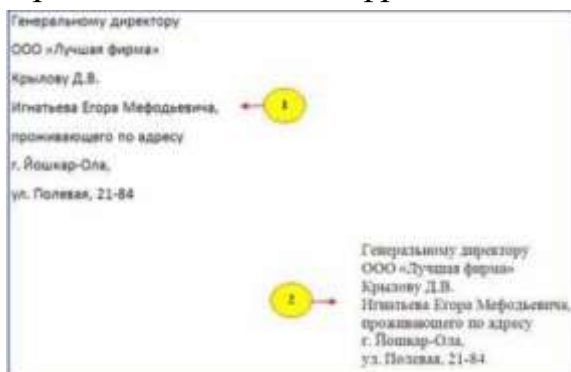 Генеральному директору
ООО «Лучшая фирма»
Крылову Д.В.
Игнатьева Егора Мефодьевича,
проживающего по адресу
г. Йошкар-Ола,
ул. Полевая, 21-84
1
Генеральному директору
ООО «Лучшая фирма»
Крылову Д.В.
Игнатьева Егора Мефодьевича,
проживающего по адресу
г. Йошкар-Ола,
ул. Полевая, 21-84
2